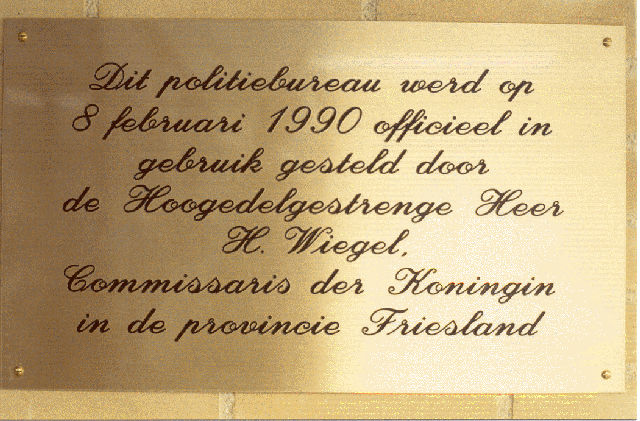 Dit politiebureau werd op
8 februari 1990 officieel in
gebruik gesteld door
de Hoogedelgestrenge Heer
H. Wiegel,
Commissaris der Koningin
in de provincie Friesland